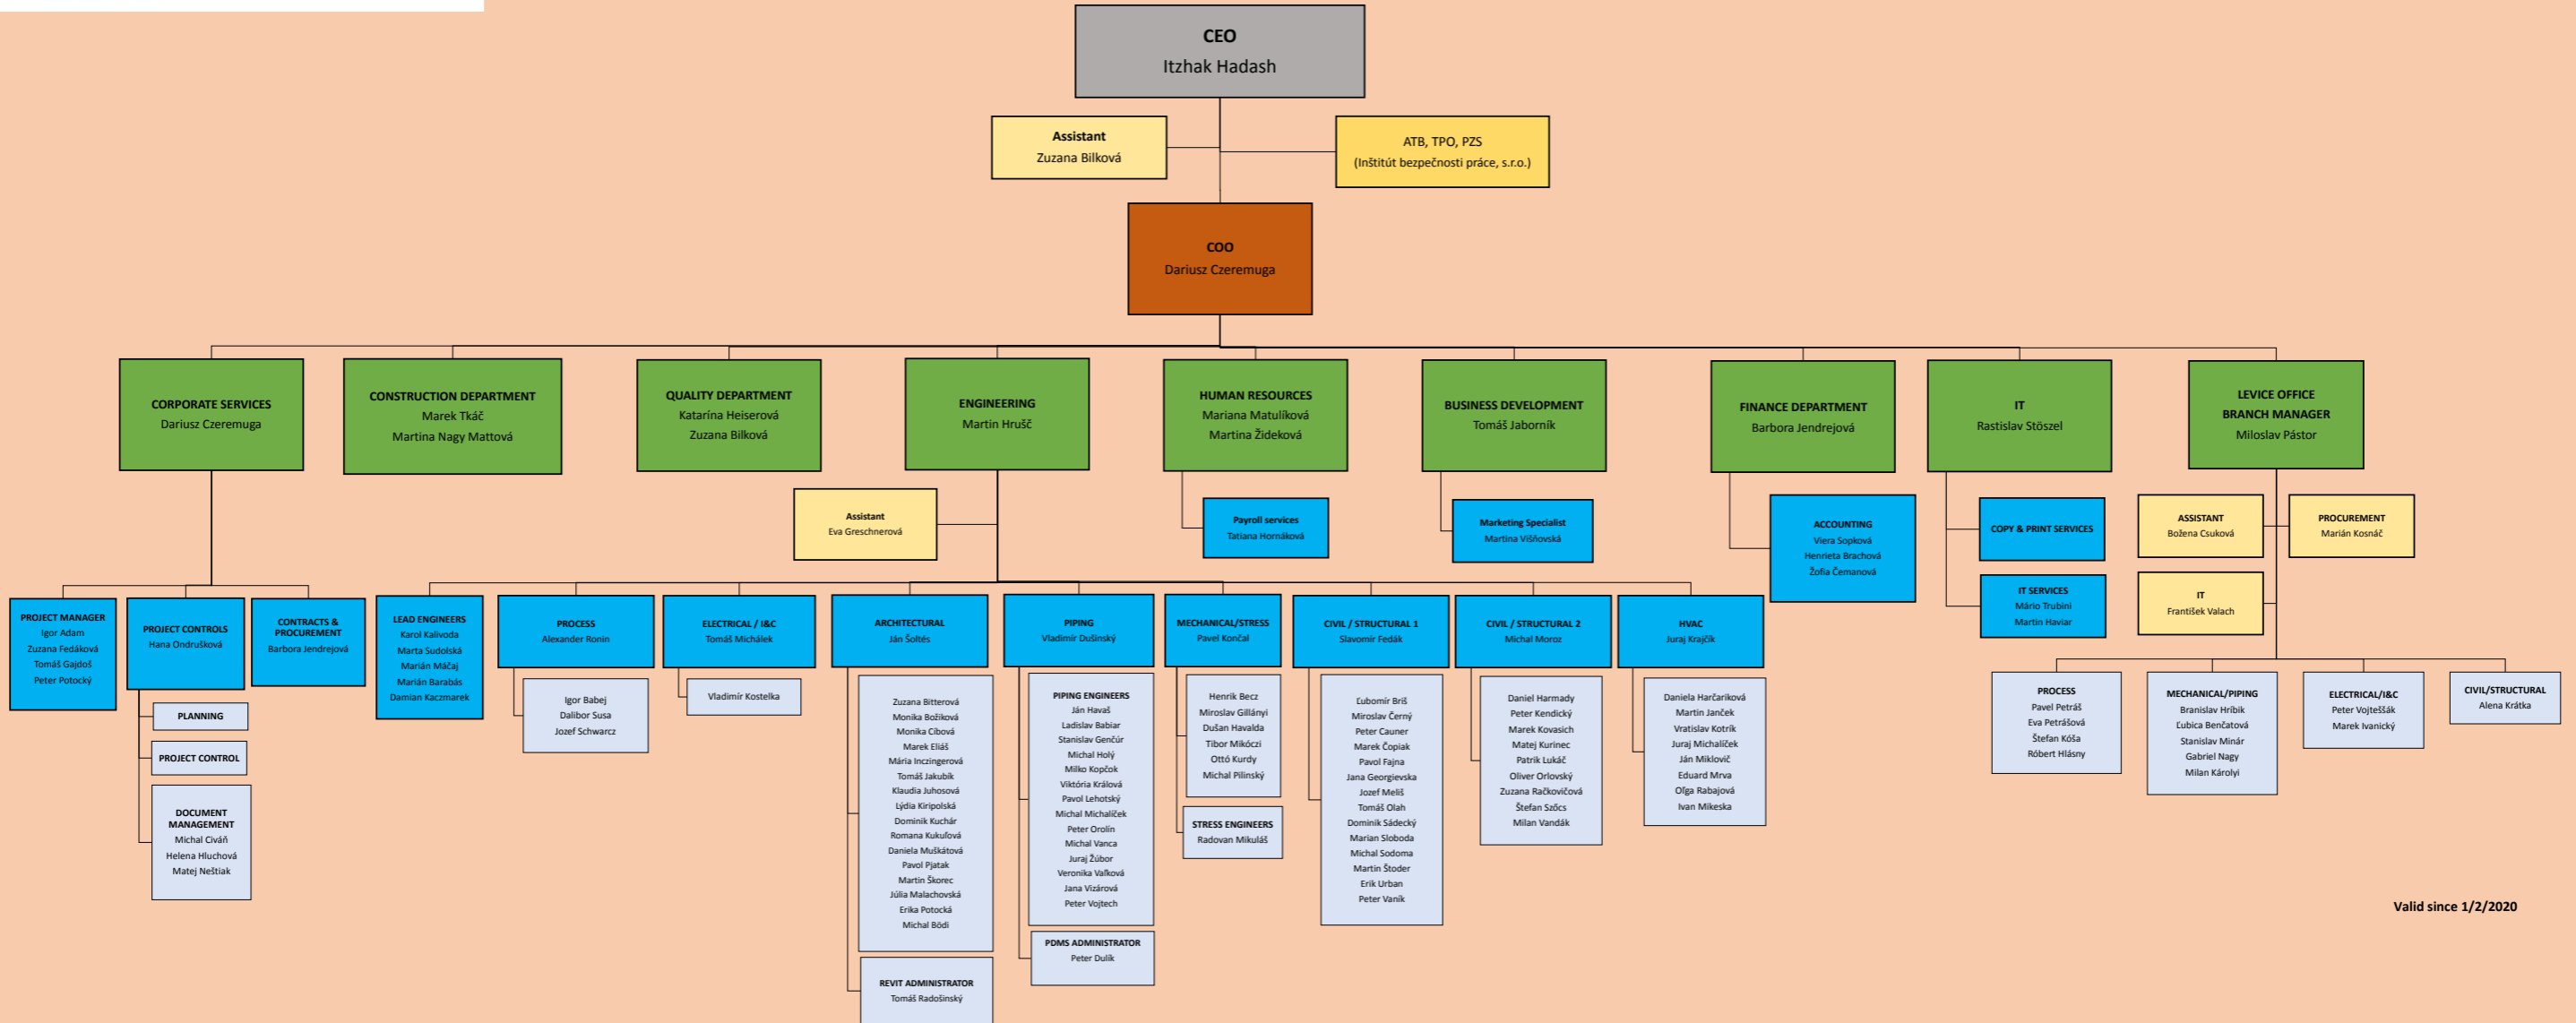 CEO
Itzhak Hadash
Assistant
Zuzana Bilková
ATB, TPO, PZS
(Inštitút bezpečnosti práce, s.r.o.)
COO
Dariusz Czeremuga
CORPORATE SERVICES
Dariusz Czeremuga
CONSTRUCTION DEPARTMENT
Marek Tkáč
Martina Nagy Mattová
QUALITY DEPARTMENT
Katarína Heiserová
Zuzana Bilková
ENGINEERING
Martin Hrušč
HUMAN RESOURCES
Mariana Matulíková
Martina Žideková
BUSINESS DEVELOPMENT
Tomáš Jaborník
FINANCE DEPARTMENT
Barbora Jendrejová
IT
Rastislav Stöszel
LEVICE OFFICE
BRANCH MANAGER
Miloslav Pástor
Assistant
Eva Greschnerová
Payroll services
Tatiana Hornáková
Marketing Specialist
Martina Višňovská
ACCOUNTING
Viera Sopková
Henrieta Brachová
Žofia Čemanová
COPY & PRINT SERVICES
IT SERVICES
Mário Trubini
Martin Haviar
ASSISTANT
Božena Csuková
PROCUREMENT
Marián Kosnáč
IT
František Valach
PROJECT MANAGER
Igor Adam
Zuzana Fedáková
Tomáš Gajdoš
Peter Potocký
PROJECT CONTROLS
Hana Ondrušková
CONTRACTS &
PROCUREMENT
Barbora Jendrejová
LEAD ENGINEERS
Karol Kalivoda
Marta Sudolská
Marián Máčaj
Marián Barabás
Damian Kaczmarek
PROCESS
Alexander Ronin
ELECTRICAL / I&C
Tomáš Michálek
ARCHITECTURAL
Ján Šoltés
PIPING
Vladimír Dušinský
MECHANICAL/STRESS
Pavel Končal
CIVIL / STRUCTURAL 1
Slavomír Fedák
CIVIL / STRUCTURAL 2
Michal Moroz
HVAC
Juraj Krajčík
PLANNING
PROJECT CONTROL
DOCUMENT
MANAGEMENT
Michal Civáň
Helena Hluchová
Matej Neštiak
Igor Babej
Dalibor Susa
Jozef Schwarcz
Vladimír Kostelka
Zuzana Bitterová
Monika Božiková
Monika Cíbová
Marek Eliáš
Mária Inczingerová
Tomáš Jakubík
Klaudia Juhosová
Lýdia Kiripolská
Dominik Kuchár
Romana Kukuľová
Daniela Muškátová
Pavol Pjatak
Martin Škorec
Júlia Malachovská
Erika Potocká
Michal Bödi
REVIT ADMINISTRATOR
Tomáš Radošinský
PIPING ENGINEERS
Ján Havaš
Ladislav Babiar
Stanislav Genčúr
Michal Holý
Milko Kopčok
Viktória Králová
Pavol Lehotský
Michal Michalíček
Peter Orolín
Michal Vanca
Juraj Žúbor
Veronika Vaľková
Jana Vizárová
Peter Vojtech
PDMS ADMINISTRATOR
Peter Dulík
Henrik Becz
Miroslav Gillányi
Dušan Havalda
Tibor Mikóczi
Ottó Kurdy
Michal Pilinský
STRESS ENGINEERS
Radovan Mikuláš
Ľubomír Briš
Miroslav Černý
Peter Cauner
Marek Čopiak
Pavol Fajna
Jana Georgievska
Jozef Meliš
Tomáš Olah
Dominik Sádecký
Marian Sloboda
Michal Sodoma
Martin Štoder
Erik Urban
Peter Vaník
Daniel Harmady
Peter Kendický
Marek Kovasich
Matej Kurinec
Patrik Lukáč
Oliver Orlovský
Zuzana Račkovičová
Štefan Szőcs
Milan Vandák
Daniela Harčariková
Martin Janček
Vratislav Kotrík
Juraj Michalíček
Ján Miklovič
Eduard Mrva
Oľga Rabajová
Ivan Mikeska
PROCESS
Pavel Petráš
Eva Petrášová
Štefan Kóša
Róbert Hlásny
MECHANICAL/PIPING
Branislav Hríbik
Ľubica Benčatová
Stanislav Minár
Gabriel Nagy
Milan Károlyi
ELECTRICAL/I&C
Peter Vojteššák
Marek Ivanický
CIVIL/STRUCTURAL
Alena Krátka
Valid since 1/2/2020